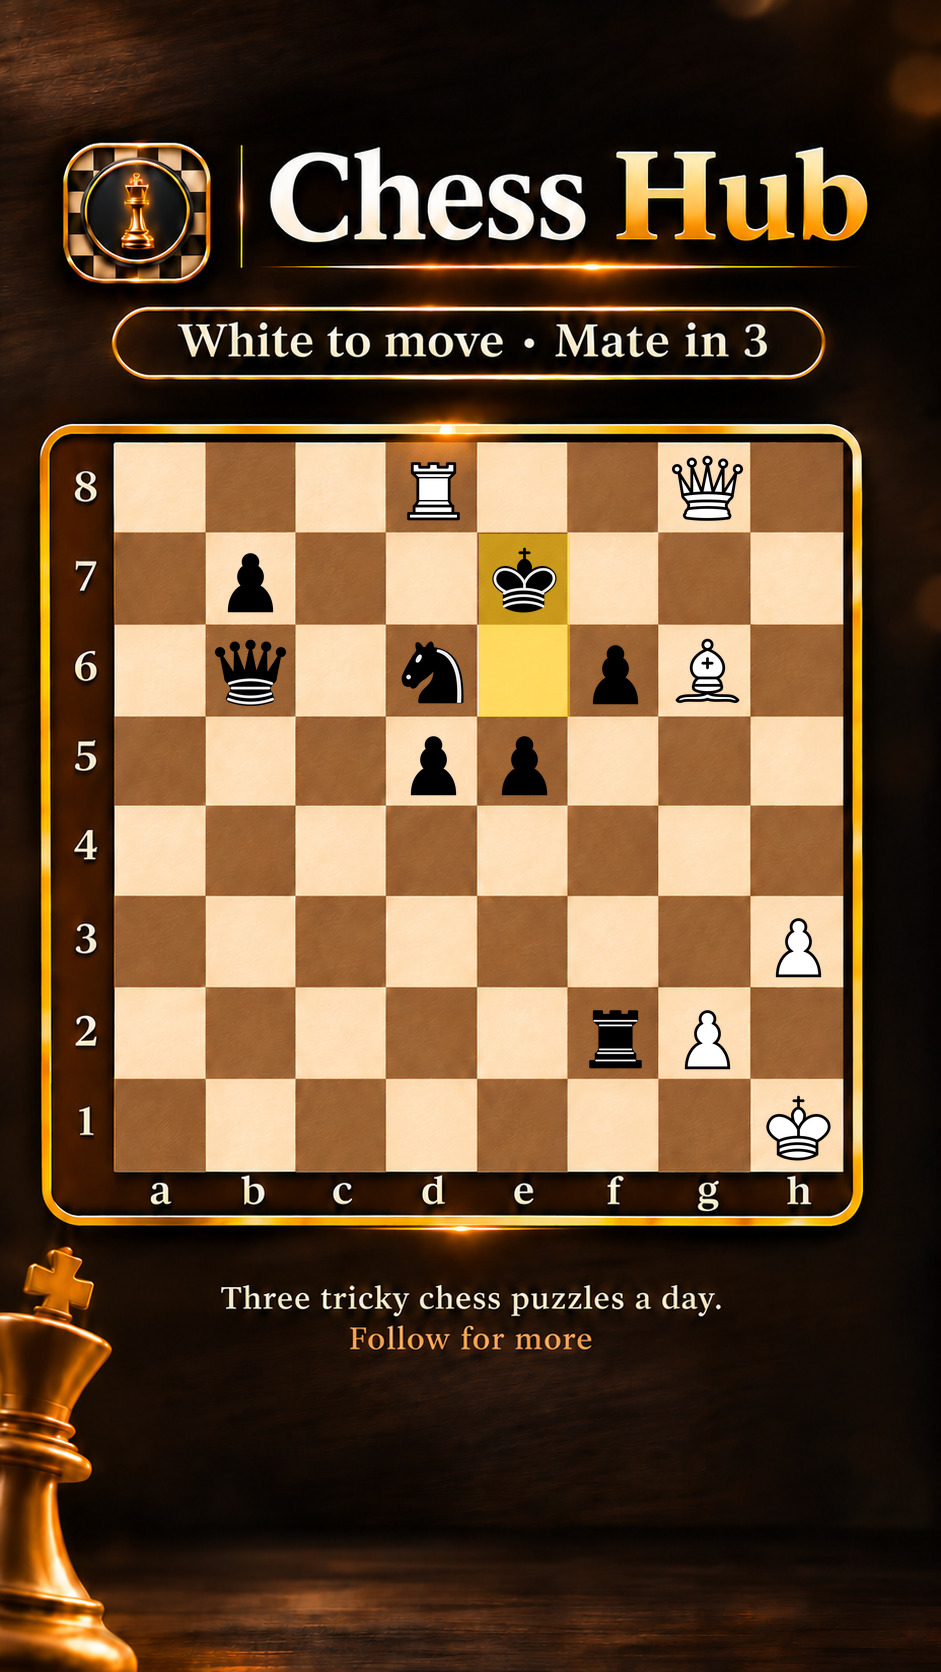 Chess Hub
White to move • Mate in 3
8
7
6
5
4
3
2
1
a b c d e f g h
Three tricky chess puzzles a day.
Follow for more